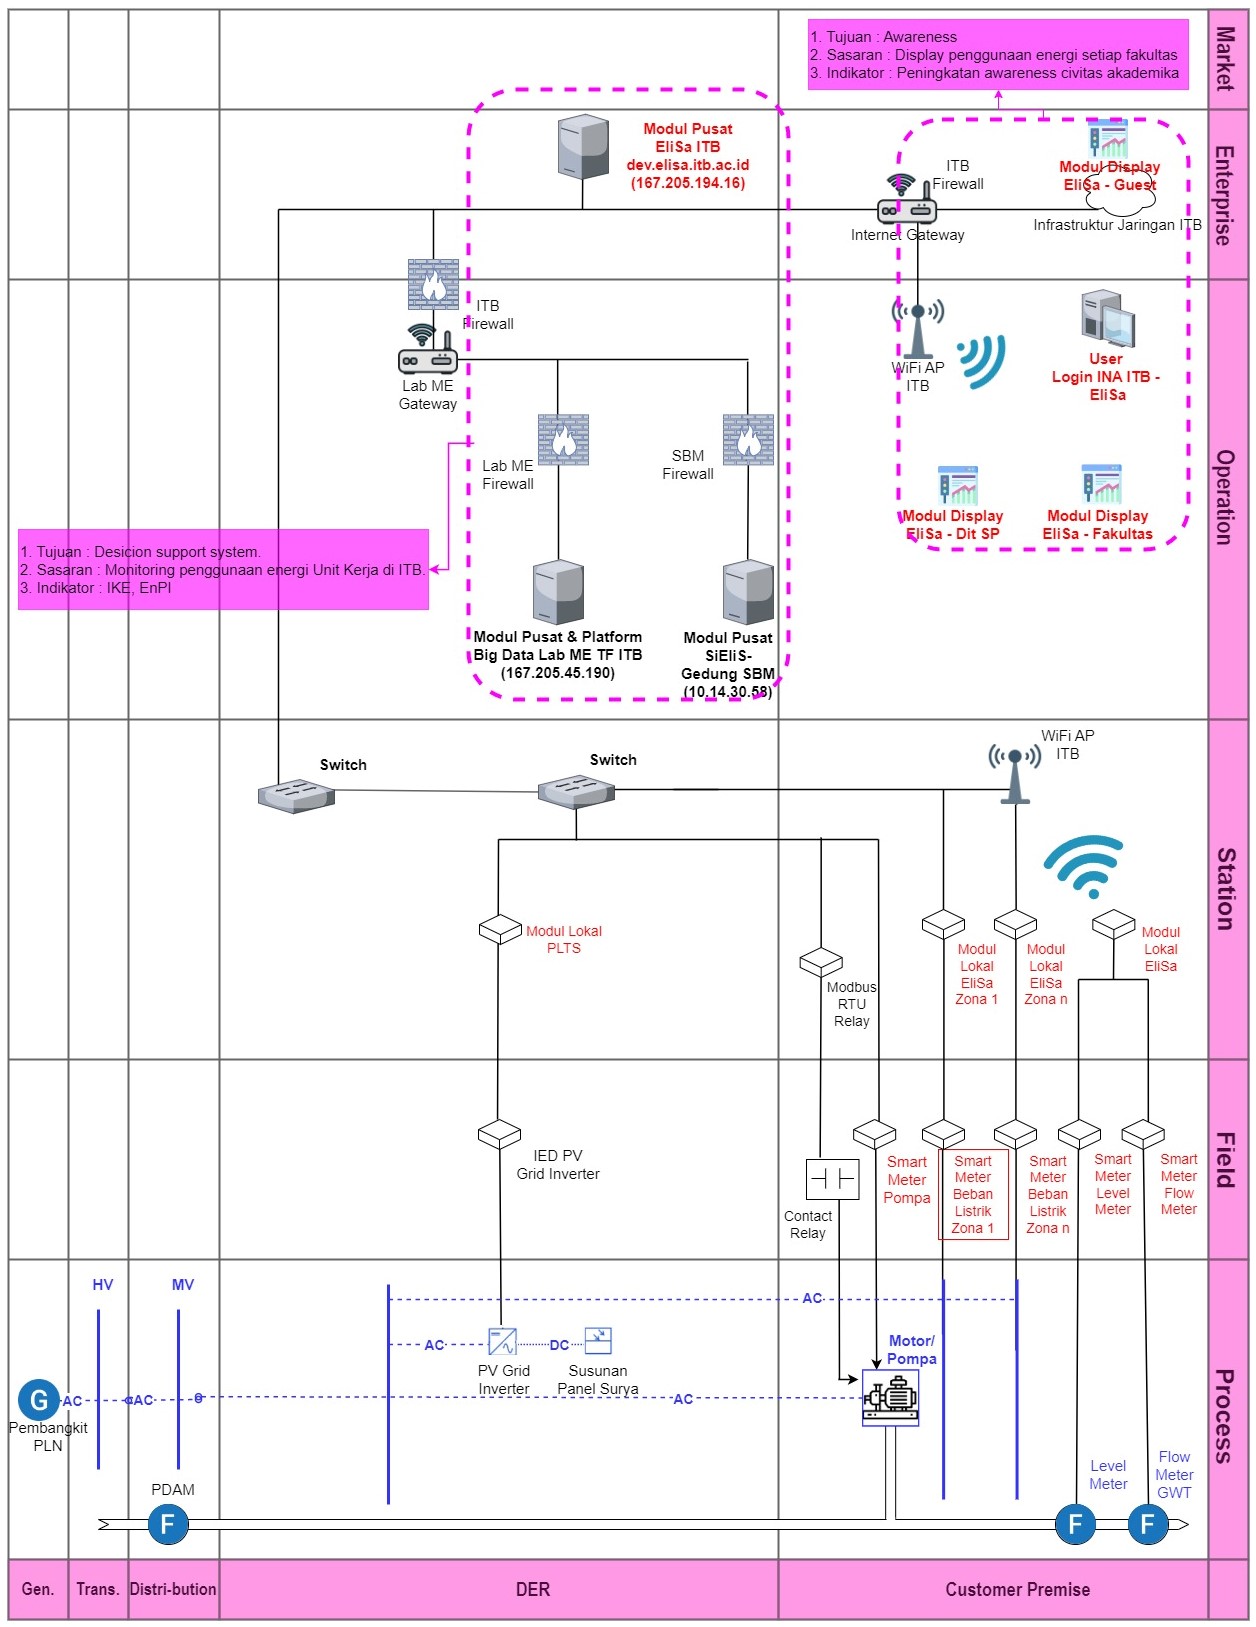 1. Tujuan : Awareness
2. Sasaran : Display penggunaan energi setiap fakultas
3. Indikator : Peningkatan awareness civitas akademika
Market
Modul Pusat
EliSa ITB
dev.elisa.itb.ac.id
(167.205.194.16)
ITB
Firewall
Internet Gateway
Modul Display
EliSa - Guest
Infrastruktur Jaringan ITB
Enterprise
ITB
Firewall
Lab ME
Gateway
WiFi AP
ITB
User
Login INA ITB -
EliSa
Lab ME
Firewall
SBM
Firewall
Modul Display
EliSa - Dit SP
Modul Display
EliSa - Fakultas
Operation
1. Tujuan : Desicion support system.
2. Sasaran : Monitoring penggunaan energi Unit Kerja di ITB.
3. Indikator : IKE, EnPI
Modul Pusat & Platform
Big Data Lab ME TF ITB
(167.205.45.190)
Modul Pusat
SiEliS-
Gedung SBM
(10.14.30.58)
Switch
Switch
WiFi AP
ITB
Modul Lokal
PLTS
Modbus
RTU
Relay
Modul
Lokal
EliSa
Zona 1
Modul
Lokal
EliSa
Zona n
Modul
Lokal
EliSa
Station
IED PV
Grid Inverter
Contact
Relay
Smart
Meter
Pompa
Smart
Meter
Beban
Listrik
Zona 1
Smart
Meter
Beban
Listrik
Zona n
Smart
Meter
Level
Meter
Smart
Meter
Flow
Meter
Field
HV
MV
AC
AC
DC
PV Grid
Inverter
Susunan
Panel Surya
Motor/
Pompa
G
AC
AC
AC
Pembangkit
PLN
PDAM
F
Level
Meter
F
Flow
Meter
GWT
F
Process
Gen.
Trans.
Distri-bution
DER
Customer Premise